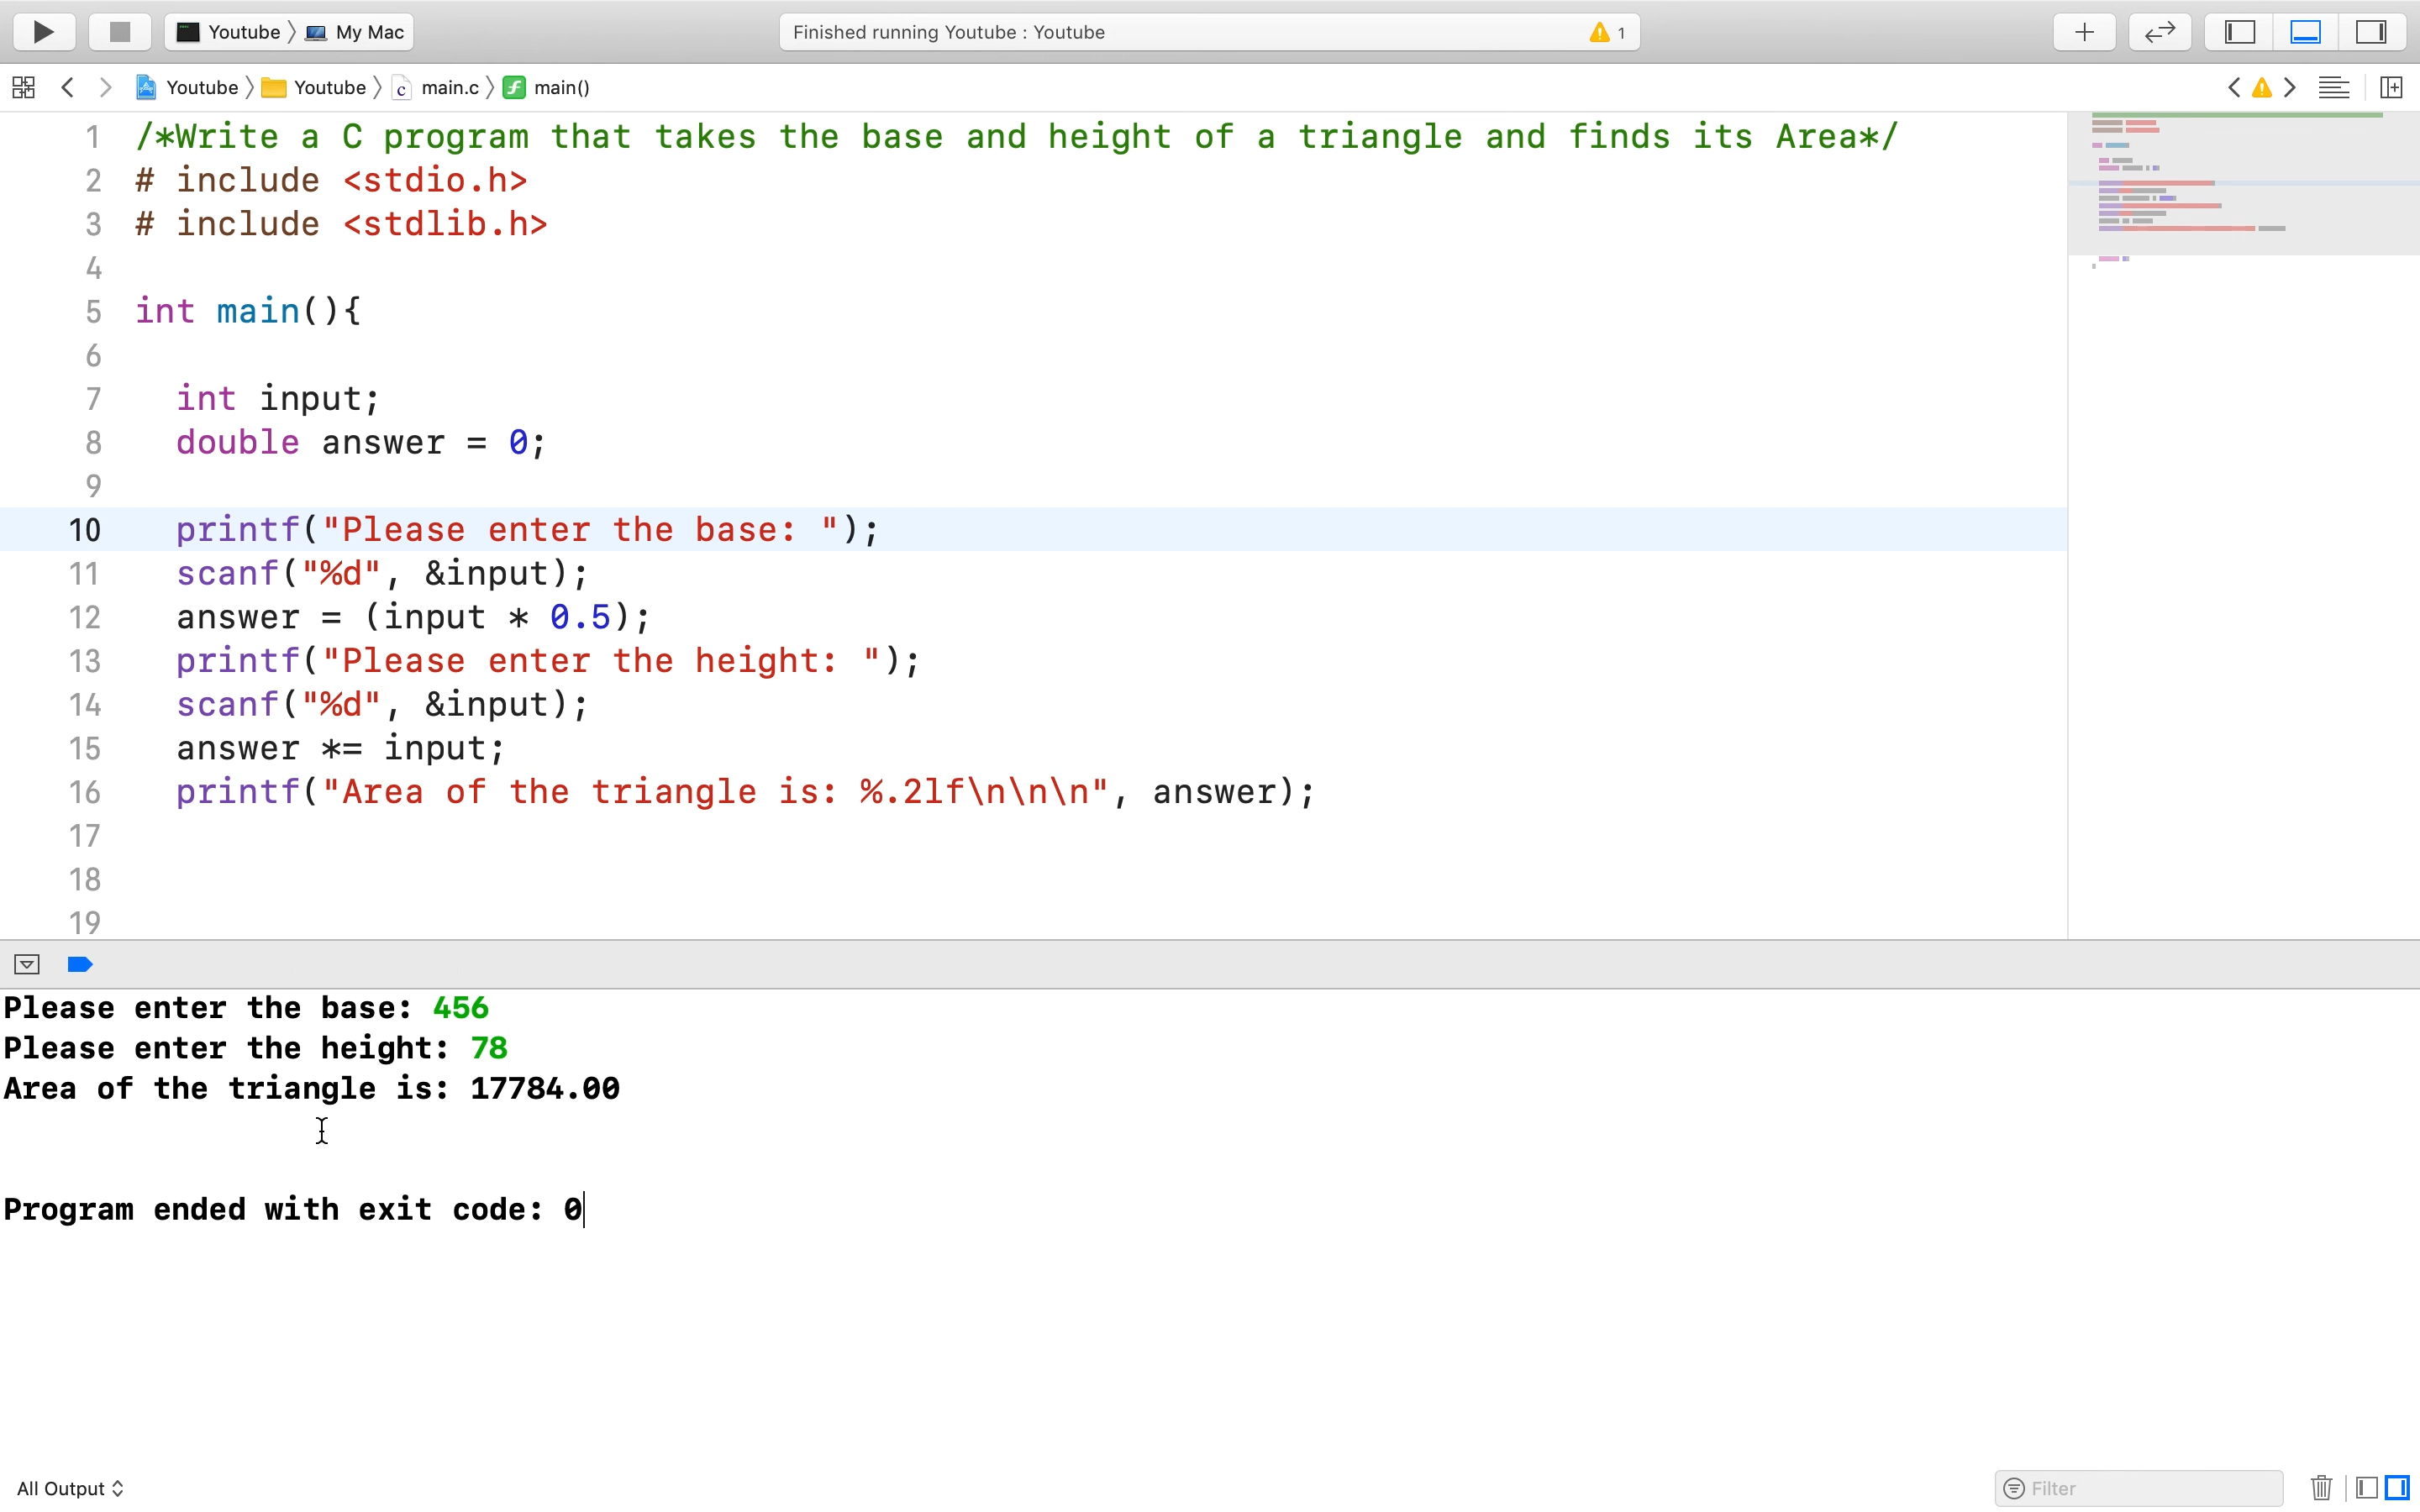 Youtube 〉 My Mac
Finished running Youtube : Youtube
1
Youtube 〉 Youtube 〉 main.c 〉 main()
1 /*Write a C program that takes the base and height of a triangle and finds its Area*/
2 # include <stdio.h>
3 # include <stdlib.h>
4
5 int main(){
6
7 int input;
8 double answer = 0;
9
10 printf("Please enter the base: ");
11 scanf("%d", &input);
12 answer = (input * 0.5);
13 printf("Please enter the height: ");
14 scanf("%d", &input);
15 answer *= input;
16 printf("Area of the triangle is: %.2lf\n\n\n", answer);
17
18
19
Please enter the base: 456
Please enter the height: 78
Area of the triangle is: 17784.00
Program ended with exit code: 0
All Output
Filter